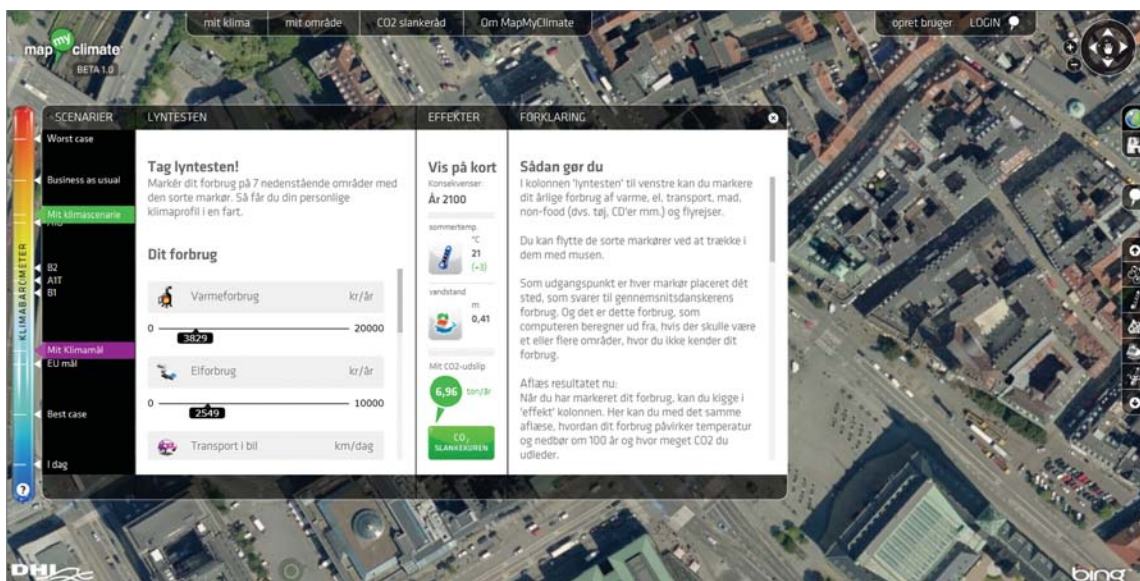 mit klima
mit område
CO2 slankeråd
Om MapMyClimate
opret bruger
LOGIN
map my climate
BETA 1.0
SCENARIER
LYNTESTEN
EFFEKTER
FORKLARING
KLIMABAROMETER
Worst case
Business as usual
Mit klimascenarie
B2
A1T
B1
Mit Klimamål
EU mål
Best case
I dag
?
Tag lyntesten!
Markér dit forbrug på 7 nedenstående områder med
den sorte markør. Så får du din personlige
klimaprofil i en fart.
Dit forbrug
Varmeforbrug kr/år
0 20000
3829
Elforbrug kr/år
0 10000
2549
Transport i bil km/dag
Vis på kort
Konsekvenser:
År 2100
sommertemp.
°C
21
(+3)
vandstand
m
0,41
Mit CO2-udslip
6,96 ton/år
CO2
SLANKEKUREN
Sådan gør du
I kolonnen 'lyntesten' til venstre kan du markere
dit årlige forbrug af varme, el, transport, mad,
non-food (dvs. tøj, CD'er mm.) og flyrejser.
Du kan flytte de sorte markører ved at trække i
dem med musen.
Som udgangspunkt er hver markør placeret dét
sted, som svarer til gennemsnitsdanskerens
forbrug. Og det er dette forbrug, som
computeren beregner ud fra, hvis der skulle være
et eller flere områder, hvor du ikke kender dit
forbrug.
Aflæs resultatet nu:
Når du har markeret dit forbrug, kan du kigge i
'effekt' kolonnen. Her kan du med det samme
aflæse, hvordan dit forbrug påvirker temperatur
og nedbør om 100 år og hvor meget CO2 du
udleder.
DHI
bing